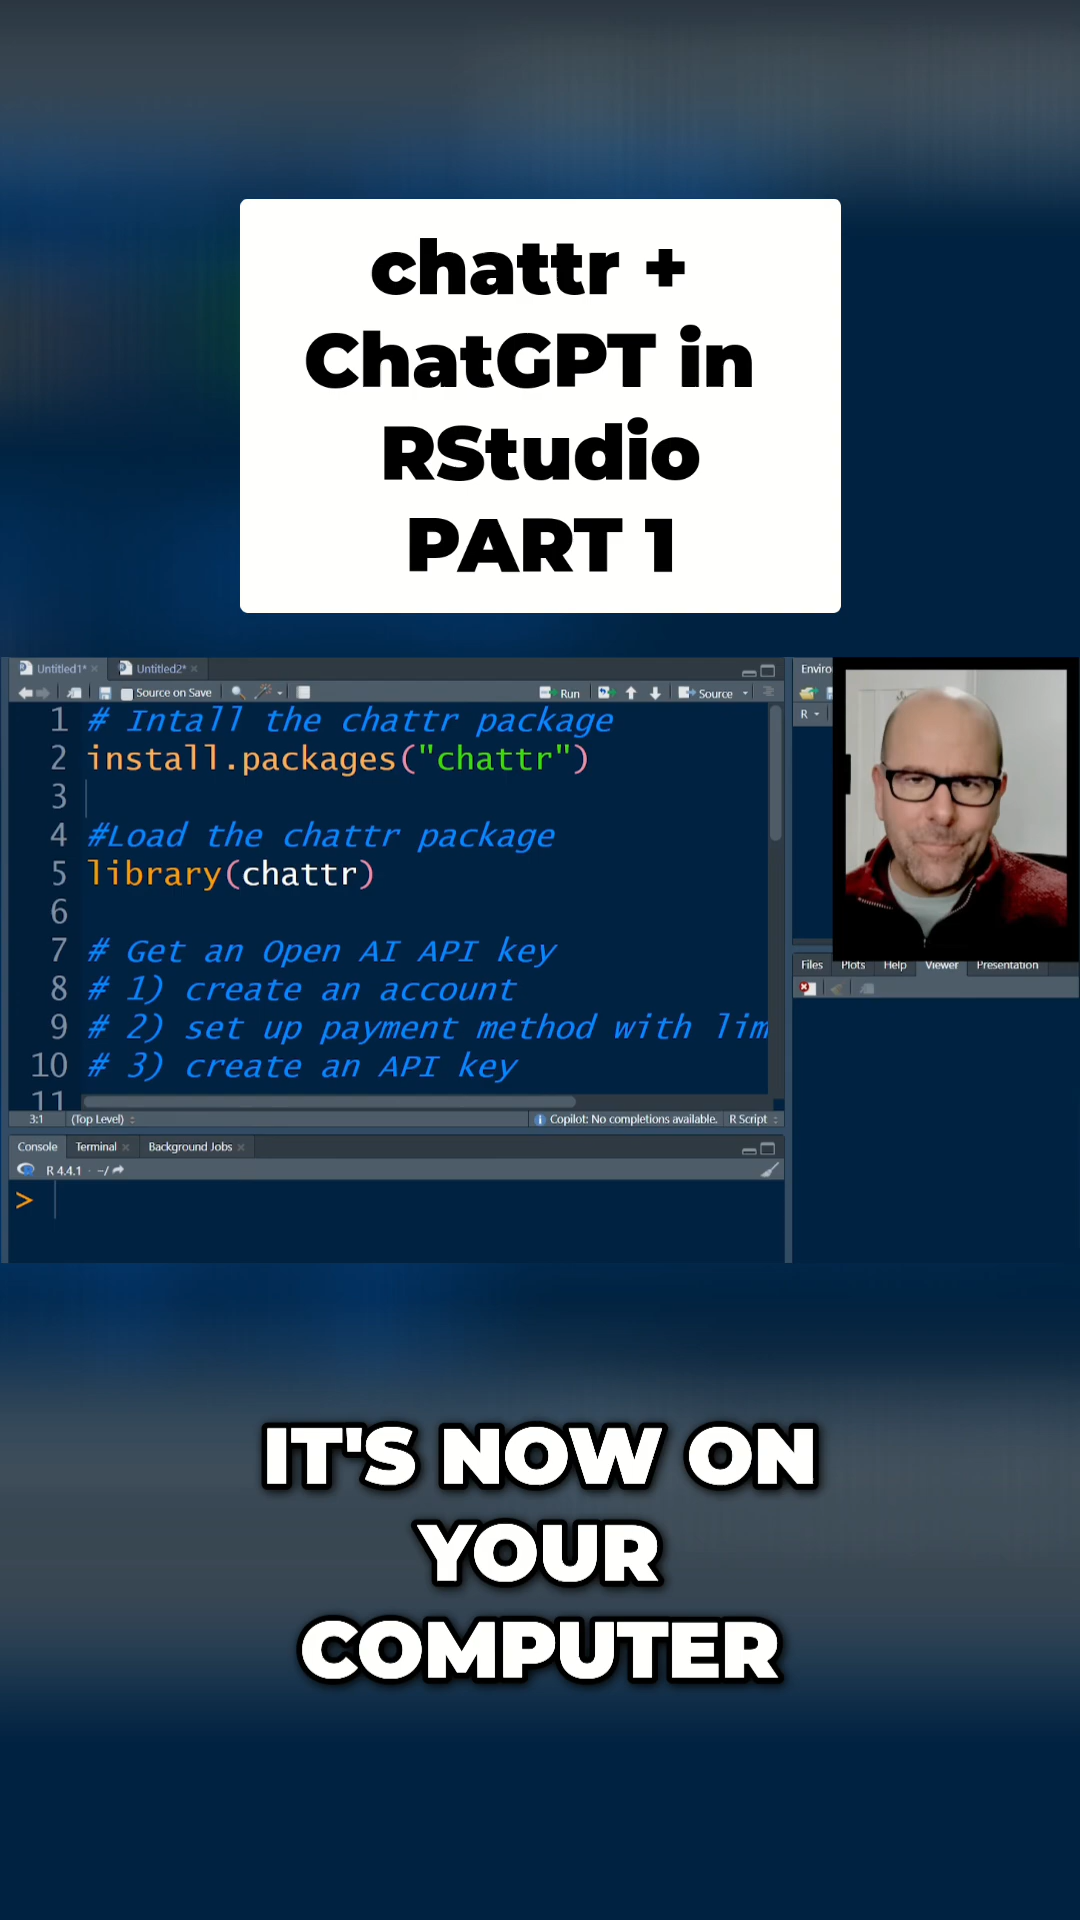 chattr +
ChatGPT in
RStudio
PART 1
Untitled1*
Untitled2*
Source on Save
Run
Source
Enviro
R
1 # Intall the chattr package
2 install.packages("chattr")
3
4 #Load the chattr package
5 library(chattr)
6
7 # Get an Open AI API key
8 # 1) create an account
9 # 2) set up payment method with lim
10 # 3) create an API key
11
3:1 (Top Level)
Copilot: No completions available. R Script
Files Plots Help Viewer Presentation
Console Terminal Background Jobs
R 4.4.1 · ~/
>
IT'S NOW ON
YOUR
COMPUTER